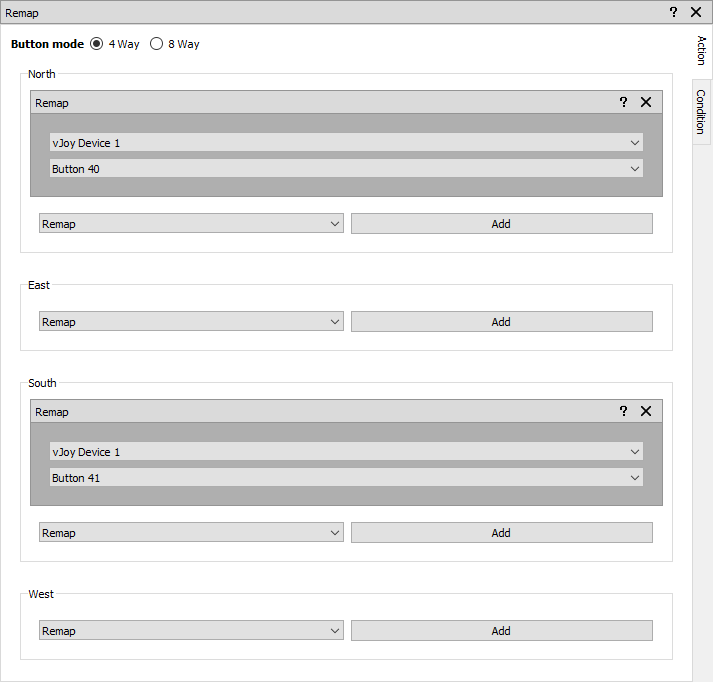 Remap ?
Button mode 4 Way 8 Way
Action
Condition
North
Remap ?
vJoy Device 1
Button 40
Remap Add
East
Remap Add
South
Remap ?
vJoy Device 1
Button 41
Remap Add
West
Remap Add